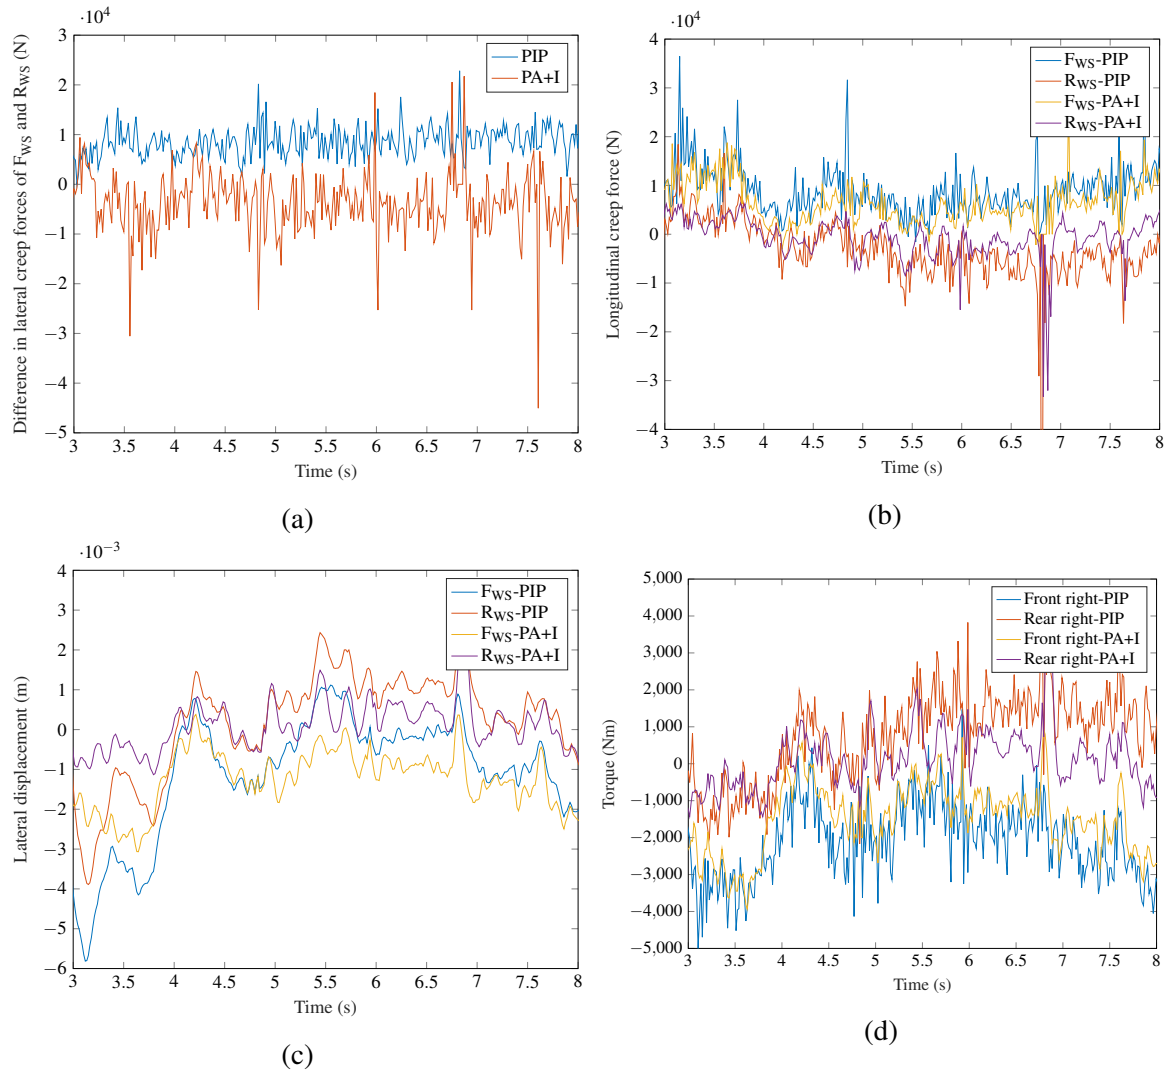 ·10⁴
3
2
1
0
−1
−2
−3
−4
−5
3 3.5 4 4.5 5 5.5 6 6.5 7 7.5 8
Time (s)
Difference in lateral creep forces of F_WS and R_WS (N)
PIP
PA+I
(a)
·10⁴
4
3
2
1
0
−1
−2
−3
−4
3 3.5 4 4.5 5 5.5 6 6.5 7 7.5 8
Time (s)
Longitudinal creep force (N)
F_WS-PIP
R_WS-PIP
F_WS-PA+I
R_WS-PA+I
(b)
·10⁻³
4
3
2
1
0
−1
−2
−3
−4
−5
−6
3 3.5 4 4.5 5 5.5 6 6.5 7 7.5 8
Time (s)
Lateral displacement (m)
F_WS-PIP
R_WS-PIP
F_WS-PA+I
R_WS-PA+I
(c)
5,000
4,000
3,000
2,000
1,000
0
−1,000
−2,000
−3,000
−4,000
−5,000
3 3.5 4 4.5 5 5.5 6 6.5 7 7.5 8
Time (s)
Torque (Nm)
Front right-PIP
Rear right-PIP
Front right-PA+I
Rear right-PA+I
(d)